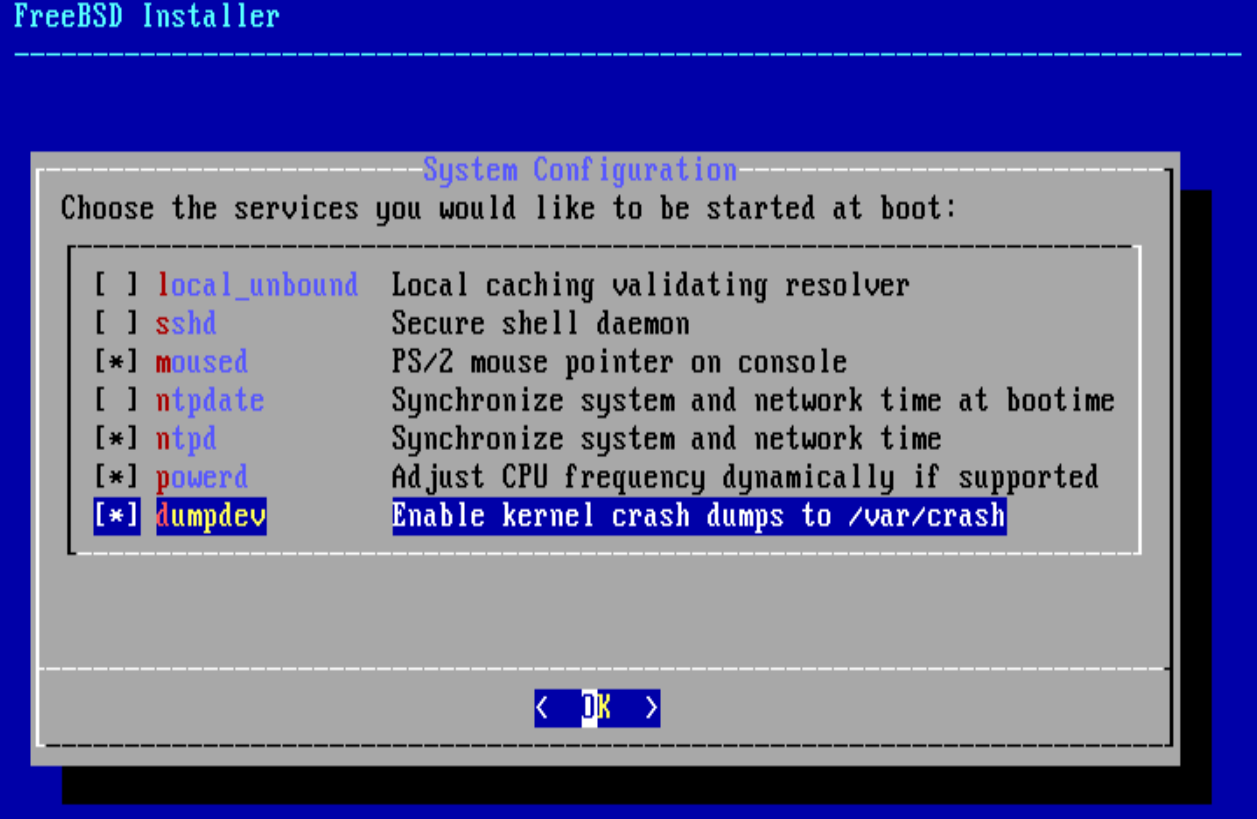 FreeBSD Installer
System Configuration
Choose the services you would like to be started at boot:
[ ] local_unbound Local caching validating resolver
[ ] sshd Secure shell daemon
[*] moused PS/2 mouse pointer on console
[ ] ntpdate Synchronize system and network time at bootime
[*] ntpd Synchronize system and network time
[*] powerd Adjust CPU frequency dynamically if supported
[*] dumpdev Enable kernel crash dumps to /var/crash
< OK >